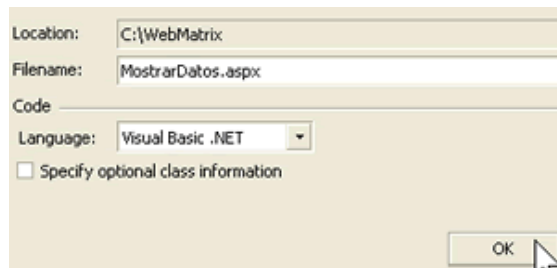 Location: C:\WebMatrix
Filename: MostrarDatos.aspx
Code
Language: Visual Basic .NET
Specify optional class information
OK